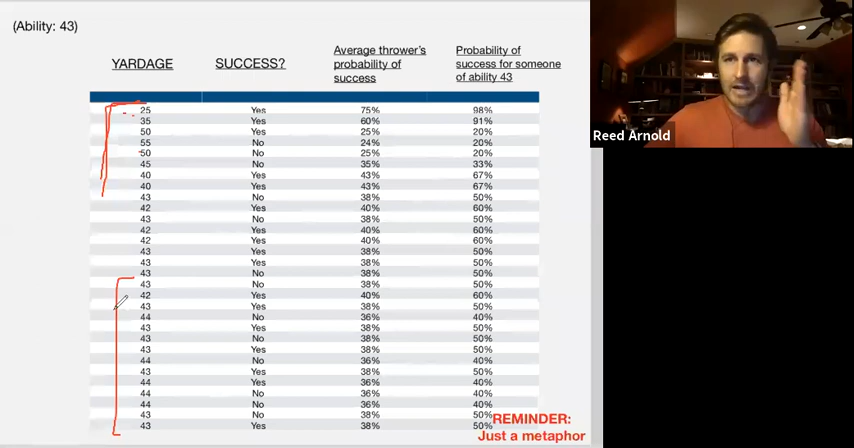 (Ability: 43)
YARDAGE SUCCESS? Average thrower's probability of success Probability of success for someone of ability 43
25 Yes 75% 98%
35 Yes 60% 91%
50 Yes 25% 20%
55 No 24% 20%
50 No 25% 20%
45 No 35% 33%
40 Yes 43% 67%
40 Yes 43% 67%
43 No 38% 50%
42 Yes 40% 60%
43 No 38% 50%
42 Yes 40% 60%
42 Yes 40% 60%
43 Yes 38% 50%
43 Yes 38% 50%
43 No 38% 50%
43 No 38% 50%
42 Yes 40% 60%
43 Yes 38% 50%
44 No 36% 40%
43 Yes 38% 50%
43 No 38% 50%
43 Yes 38% 50%
44 No 36% 40%
43 Yes 38% 50%
44 Yes 36% 40%
44 No 36% 40%
44 No 36% 40%
43 No 38% 50%
43 Yes 38% 50%
REMINDER:
Just a metaphor
Reed Arnold